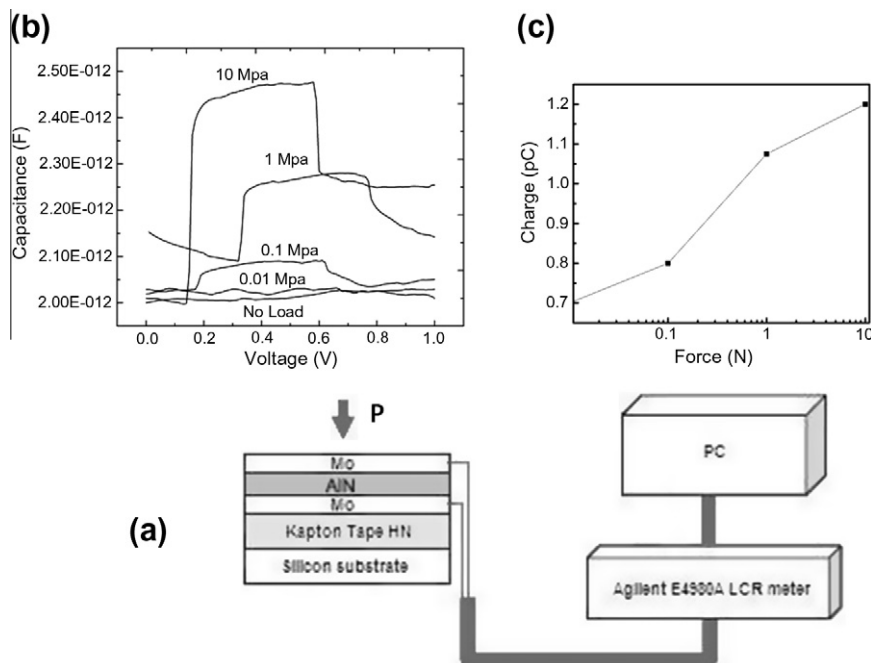 (b)
2.50E-012
2.40E-012
2.30E-012
2.20E-012
2.10E-012
2.00E-012
Capacitance (F)
10 Mpa
1 Mpa
0.1 Mpa
0.01 Mpa
No Load
0.0 0.2 0.4 0.6 0.8 1.0
Voltage (V)
(c)
1.2
1.1
1.0
0.9
0.8
0.7
Charge (pC)
0.1 1 10
Force (N)
(a)
P
Mo
AlN
Mo
Kapton Tape HN
Silicon substrate
PC
Agilent E4980A LCR meter